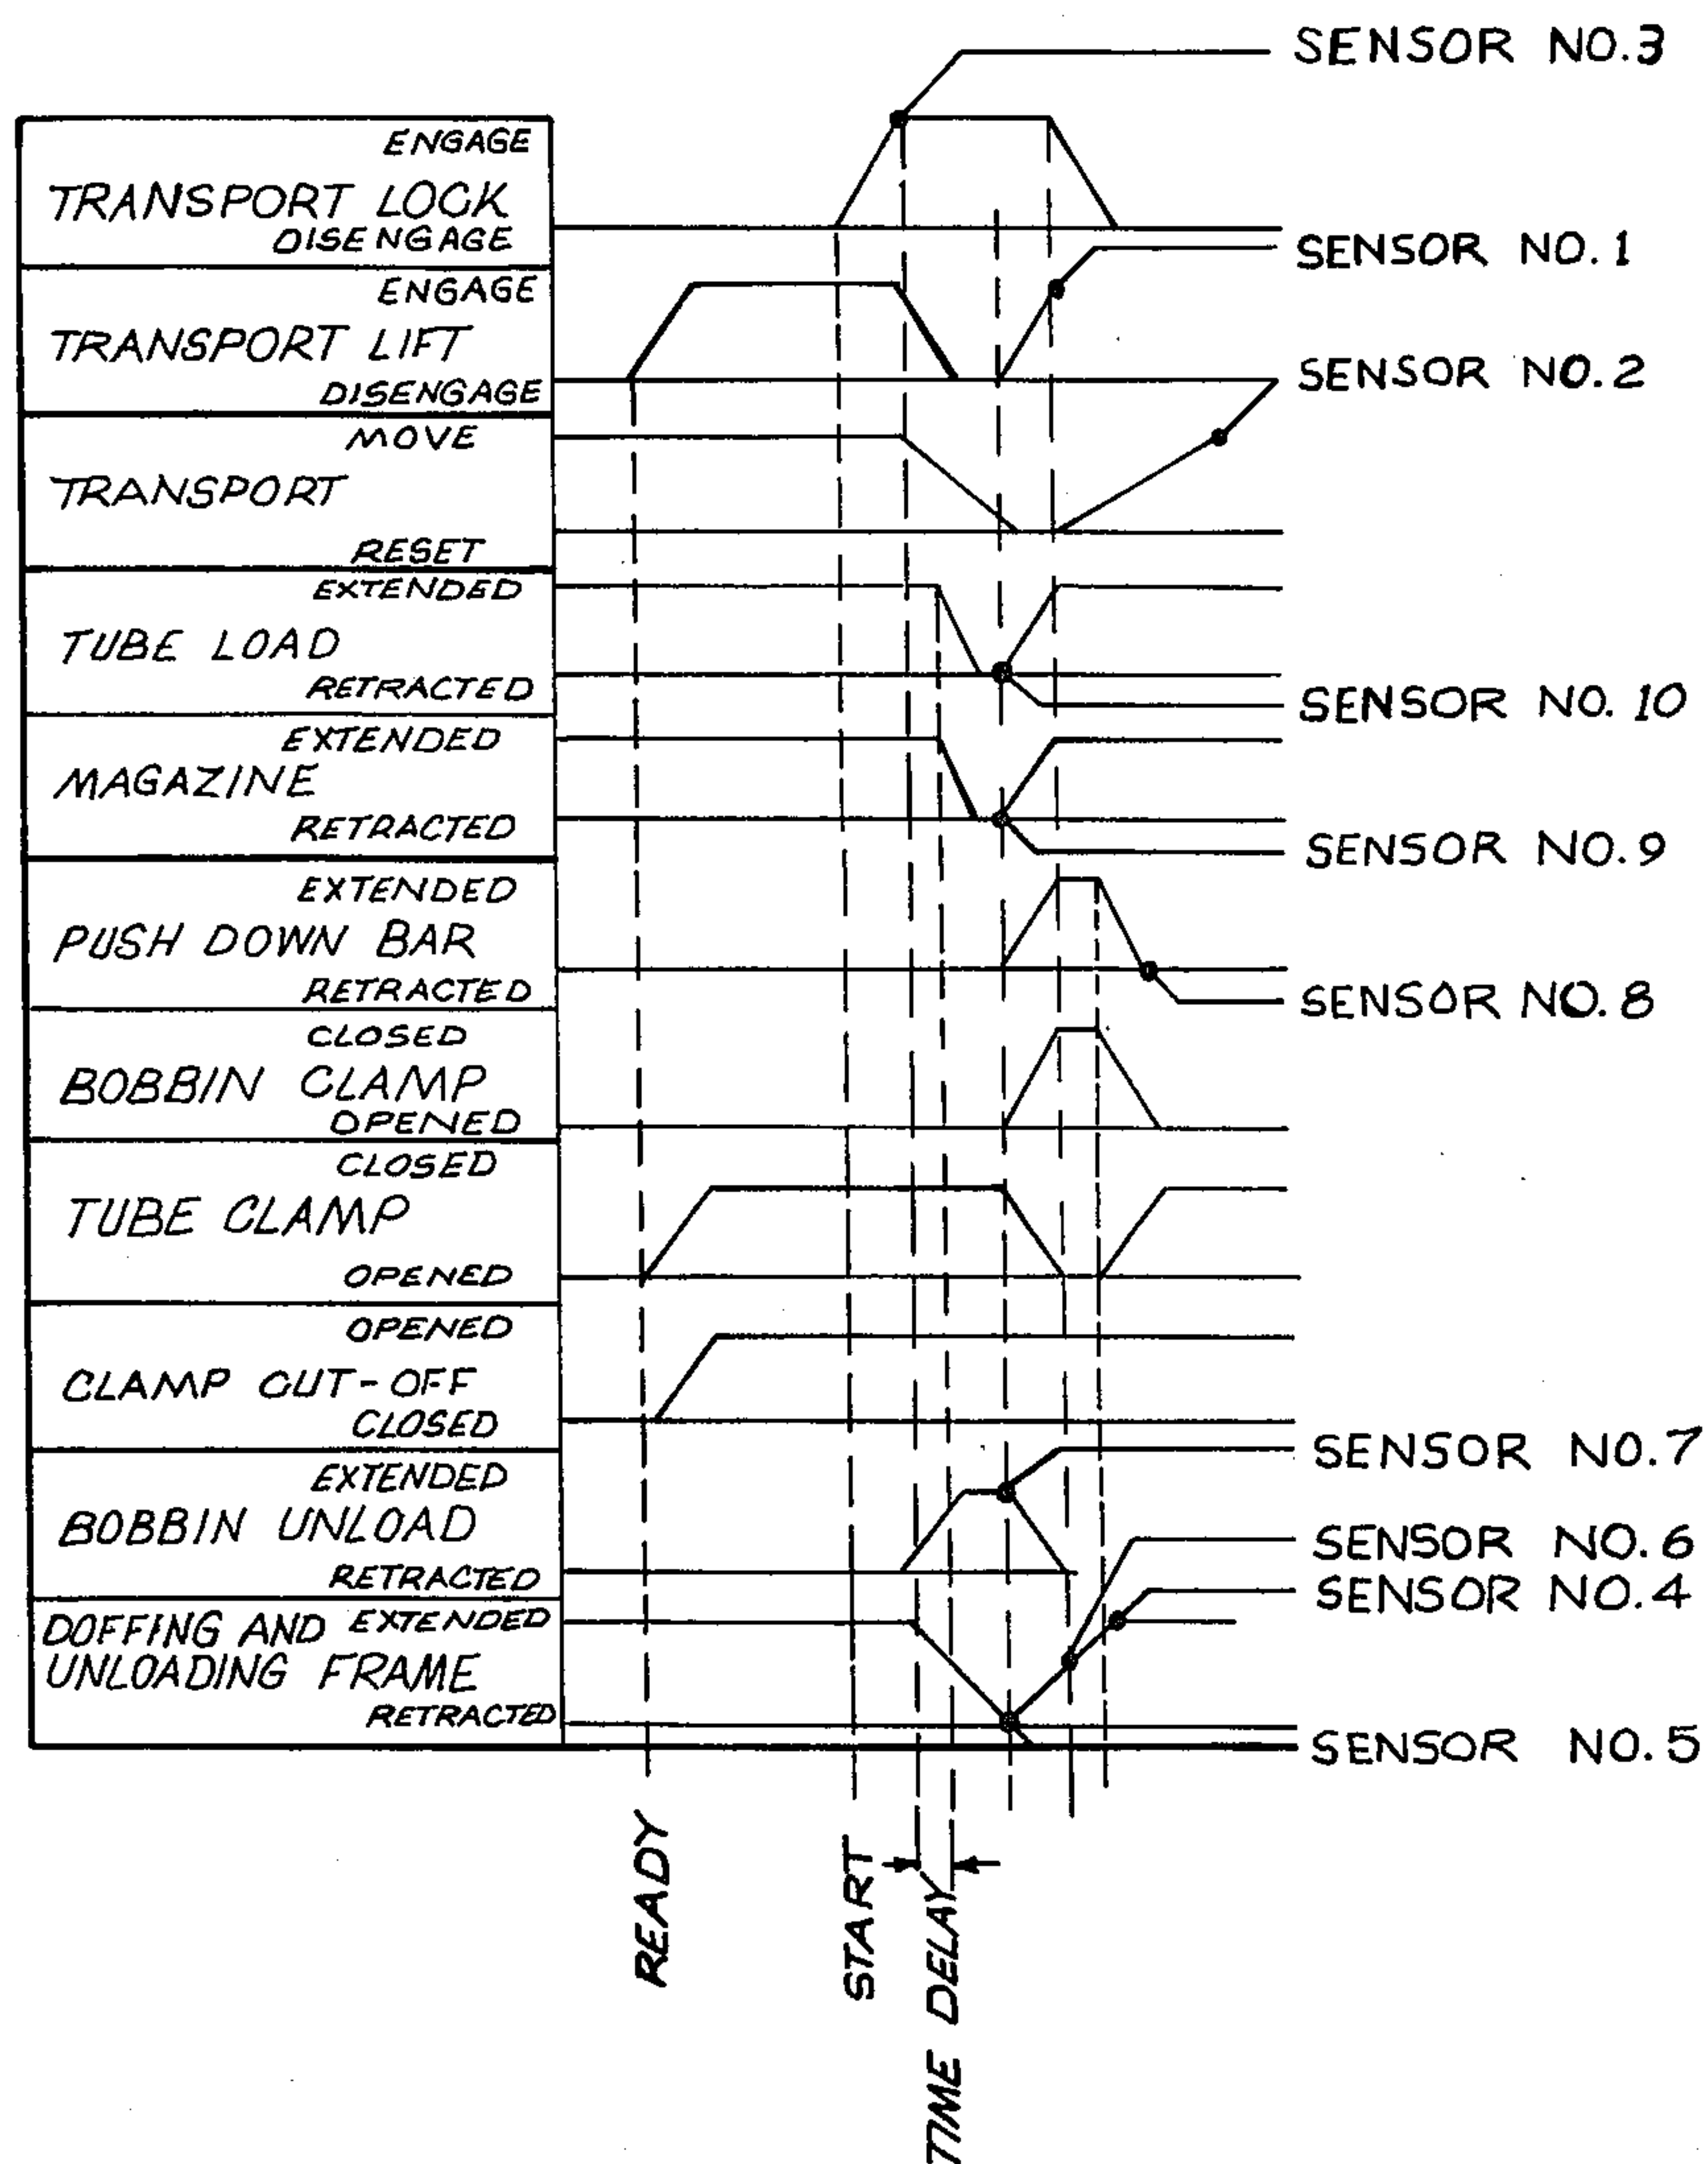 SENSOR NO.3
ENGAGE
TRANSPORT LOCK
DISENGAGE
SENSOR NO.1
ENGAGE
TRANSPORT LIFT
DISENGAGE
SENSOR NO.2
MOVE
TRANSPORT
RESET
EXTENDED
TUBE LOAD
RETRACTED
SENSOR NO. 10
EXTENDED
MAGAZINE
RETRACTED
SENSOR NO.9
EXTENDED
PUSH DOWN BAR
RETRACTED
SENSOR NO.8
CLOSED
BOBBIN CLAMP
OPENED
CLOSED
TUBE CLAMP
OPENED
OPENED
CLAMP CUT-OFF
CLOSED
SENSOR NO.7
EXTENDED
BOBBIN UNLOAD
RETRACTED
SENSOR NO.6
SENSOR NO.4
DOFFING AND EXTENDED
UNLOADING FRAME
RETRACTED
SENSOR NO.5
READY
START
TIME DELAY